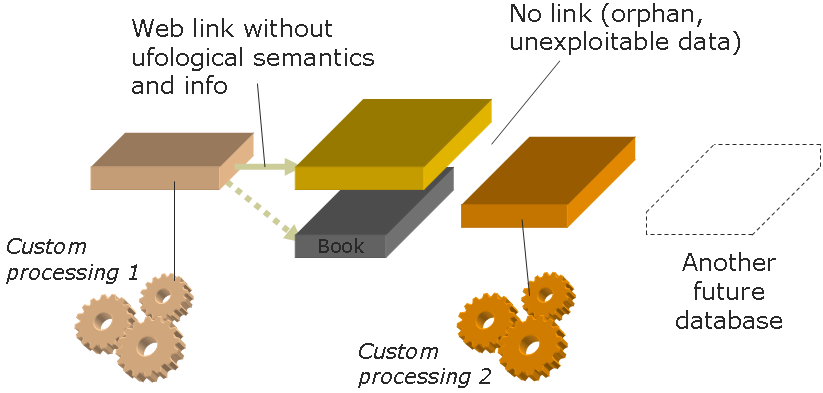 Web link without
ufological semantics
and info
No link (orphan,
unexploitable data)
Book
Custom
processing 1
Another
future
database
Custom
processing 2